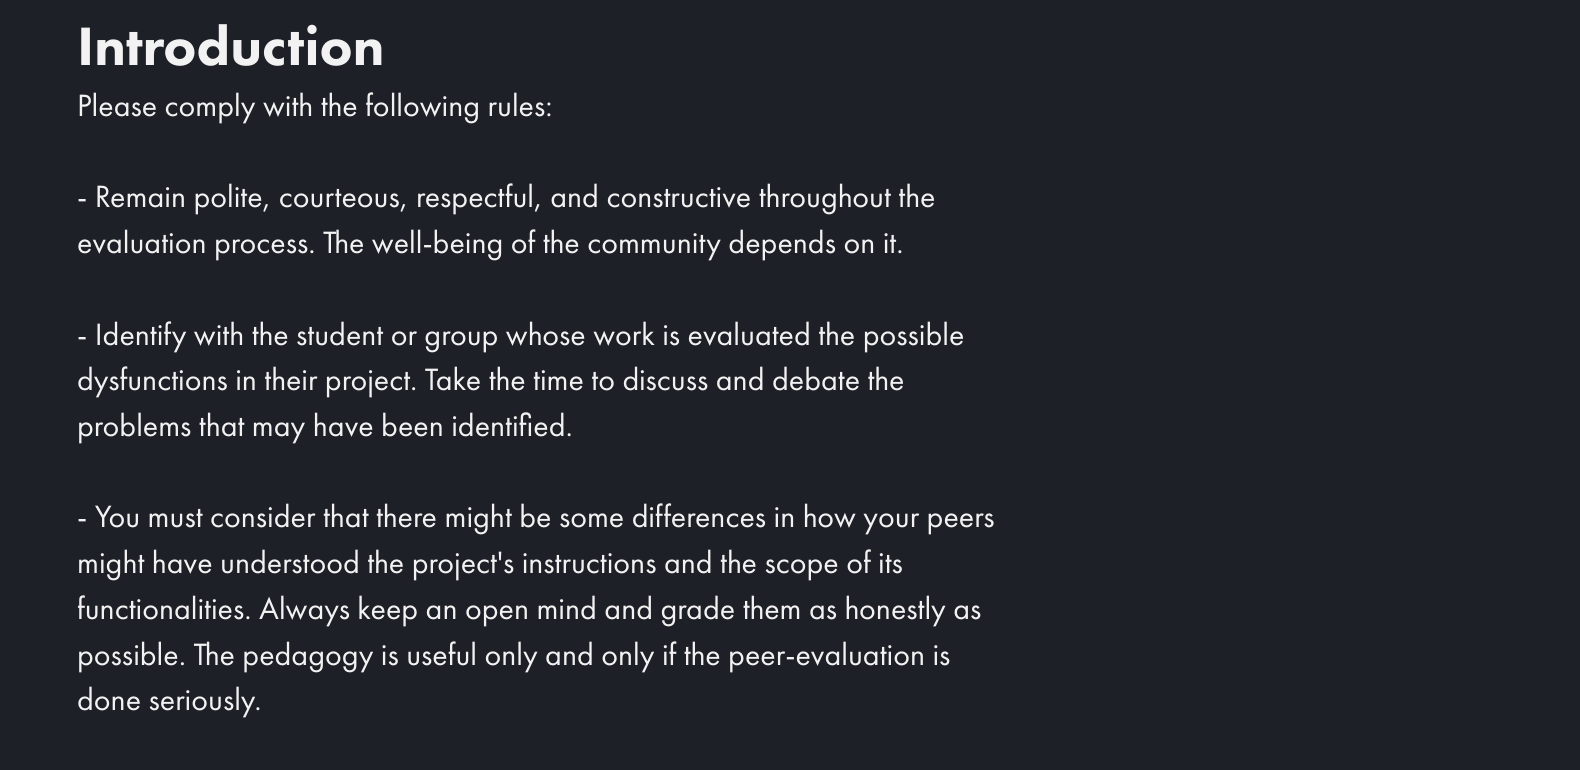 Introduction
Please comply with the following rules:
- Remain polite, courteous, respectful, and constructive throughout the
evaluation process. The well-being of the community depends on it.
- Identify with the student or group whose work is evaluated the possible
dysfunctions in their project. Take the time to discuss and debate the
problems that may have been identified.
- You must consider that there might be some differences in how your peers
might have understood the project's instructions and the scope of its
functionalities. Always keep an open mind and grade them as honestly as
possible. The pedagogy is useful only and only if the peer-evaluation is
done seriously.